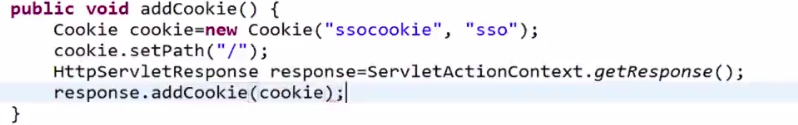 public void addCookie() {
Cookie cookie=new Cookie("ssocookie", "sso");
cookie.setPath("/");
HttpServletResponse response=ServletActionContext.getResponse();
response.addCookie(cookie);
}